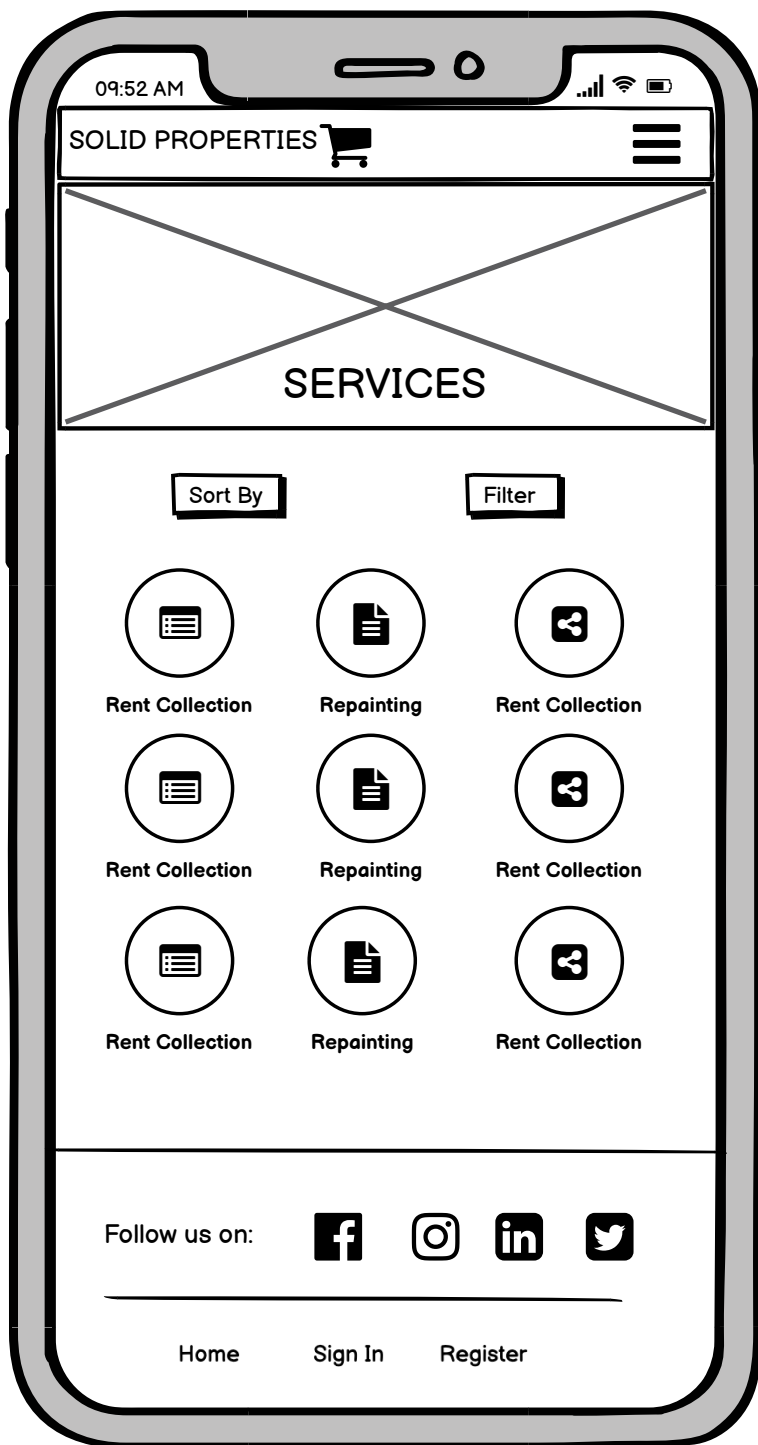 09:52 AM
SOLID PROPERTIES
SERVICES
Sort By Filter
Rent Collection Repainting Rent Collection
Rent Collection Repainting Rent Collection
Rent Collection Repainting Rent Collection
Follow us on:
Home Sign In Register